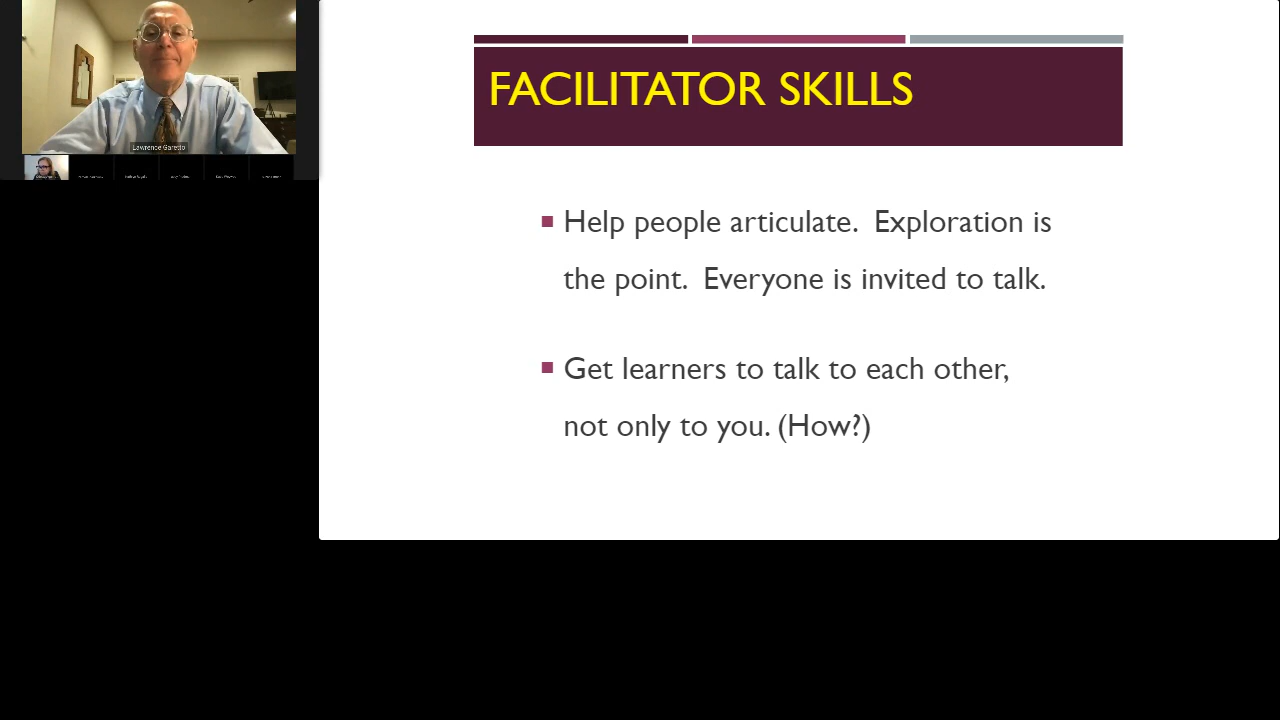 Lawrence Garetto
FACILITATOR SKILLS
Help people articulate.  Exploration is
the point.  Everyone is invited to talk.
Get learners to talk to each other,
not only to you. (How?)